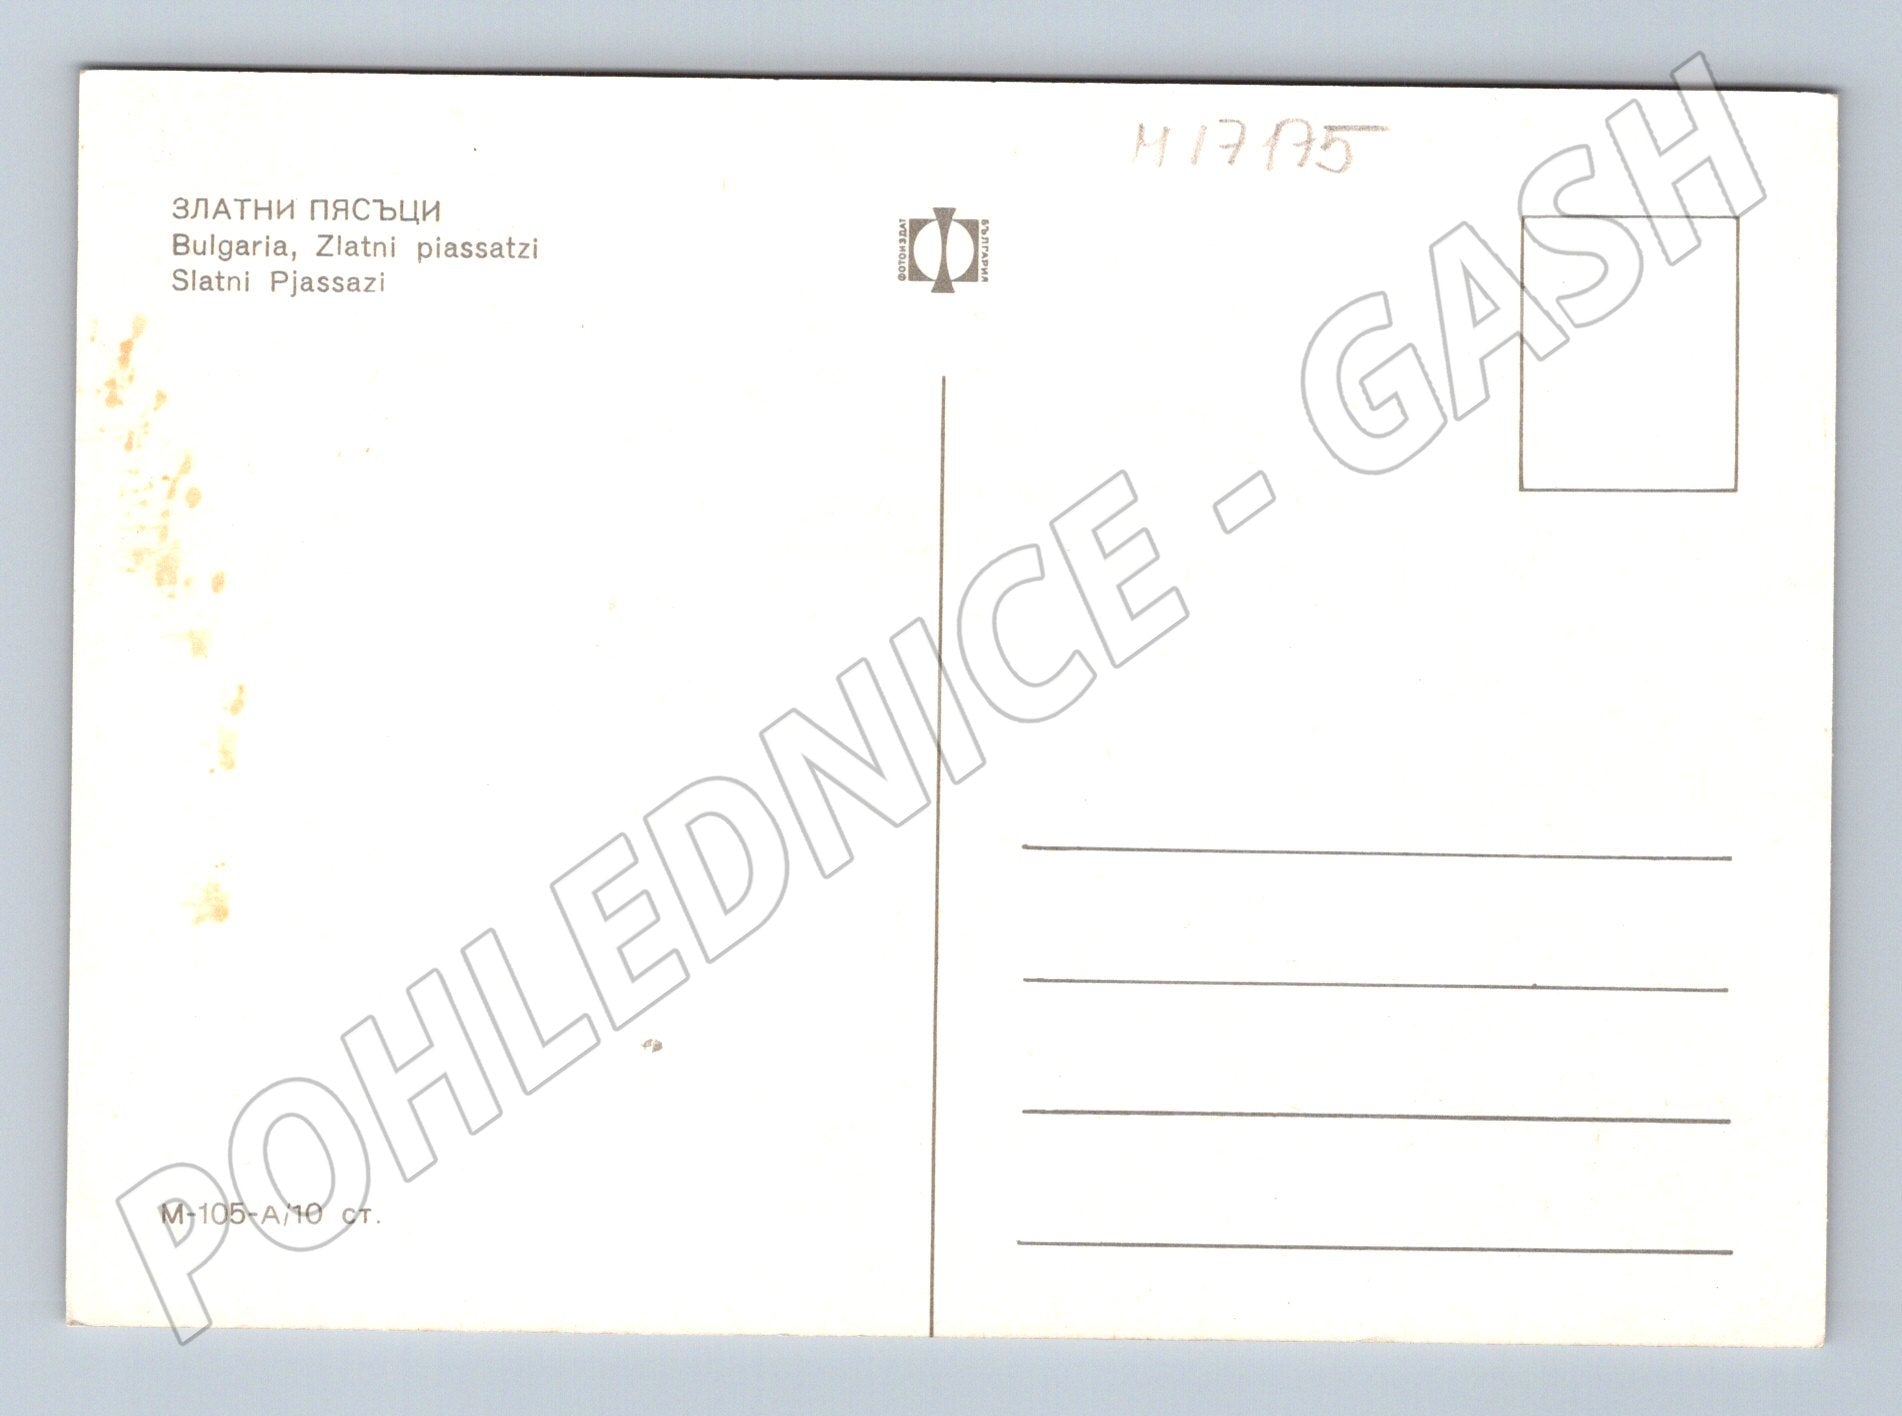 M 17175
ЗЛАТНИ ПЯСЪЦИ
Bulgaria, Zlatni piassatzi
Slatni Pjassazi
ФОТОИЗДАТ
БЪЛГАРИЯ
POHLEDNICE - GASH
М-105-А/10 ст.